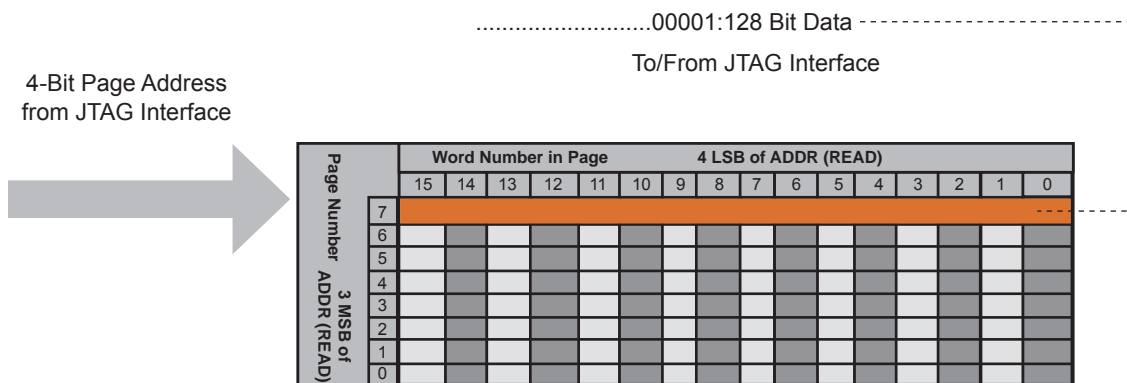 ...........................00001:128 Bit Data
To/From JTAG Interface
4-Bit Page Address
from JTAG Interface
Word Number in Page 4 LSB of ADDR (READ)
15 14 13 12 11 10 9 8 7 6 5 4 3 2 1 0
Page Number
3 MSB of
ADDR (READ)
7
6
5
4
3
2
1
0